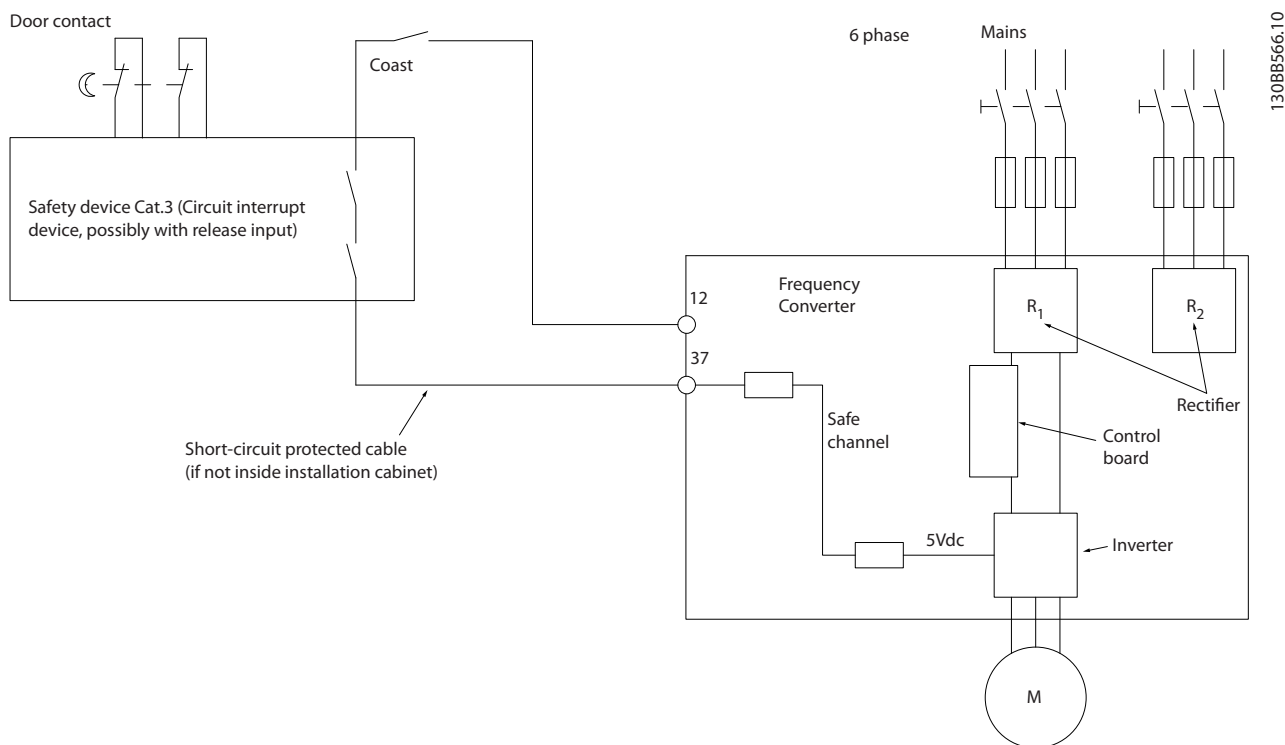 Door contact
Coast
6 phase
Mains
130BB566.10
Safety device Cat.3 (Circuit interrupt
device, possibly with release input)
12
Frequency
Converter
R1
R2
37
Safe
channel
Rectifier
Control
board
Short-circuit protected cable
(if not inside installation cabinet)
5Vdc
Inverter
M